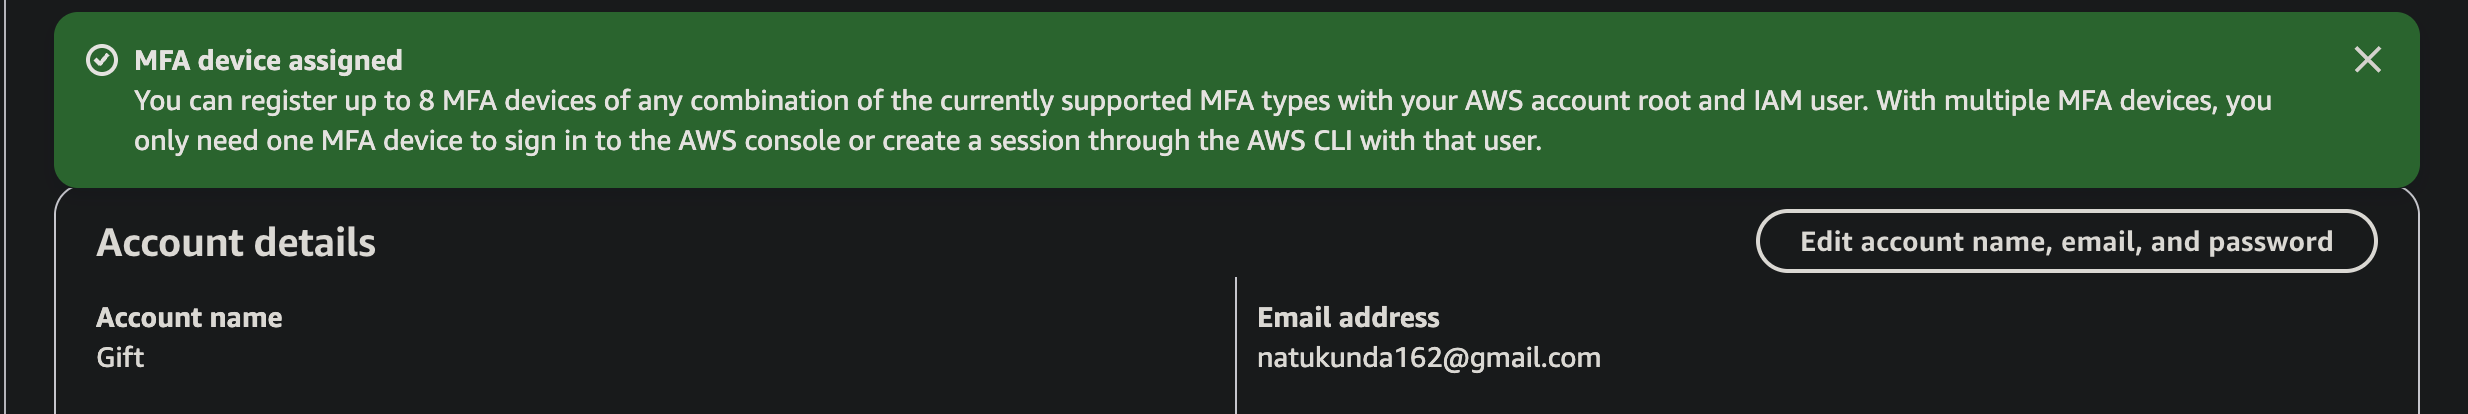 MFA device assigned
You can register up to 8 MFA devices of any combination of the currently supported MFA types with your AWS account root and IAM user. With multiple MFA devices, you
only need one MFA device to sign in to the AWS console or create a session through the AWS CLI with that user.
Account details
Edit account name, email, and password
Account name
Gift
Email address
natukunda162@gmail.com